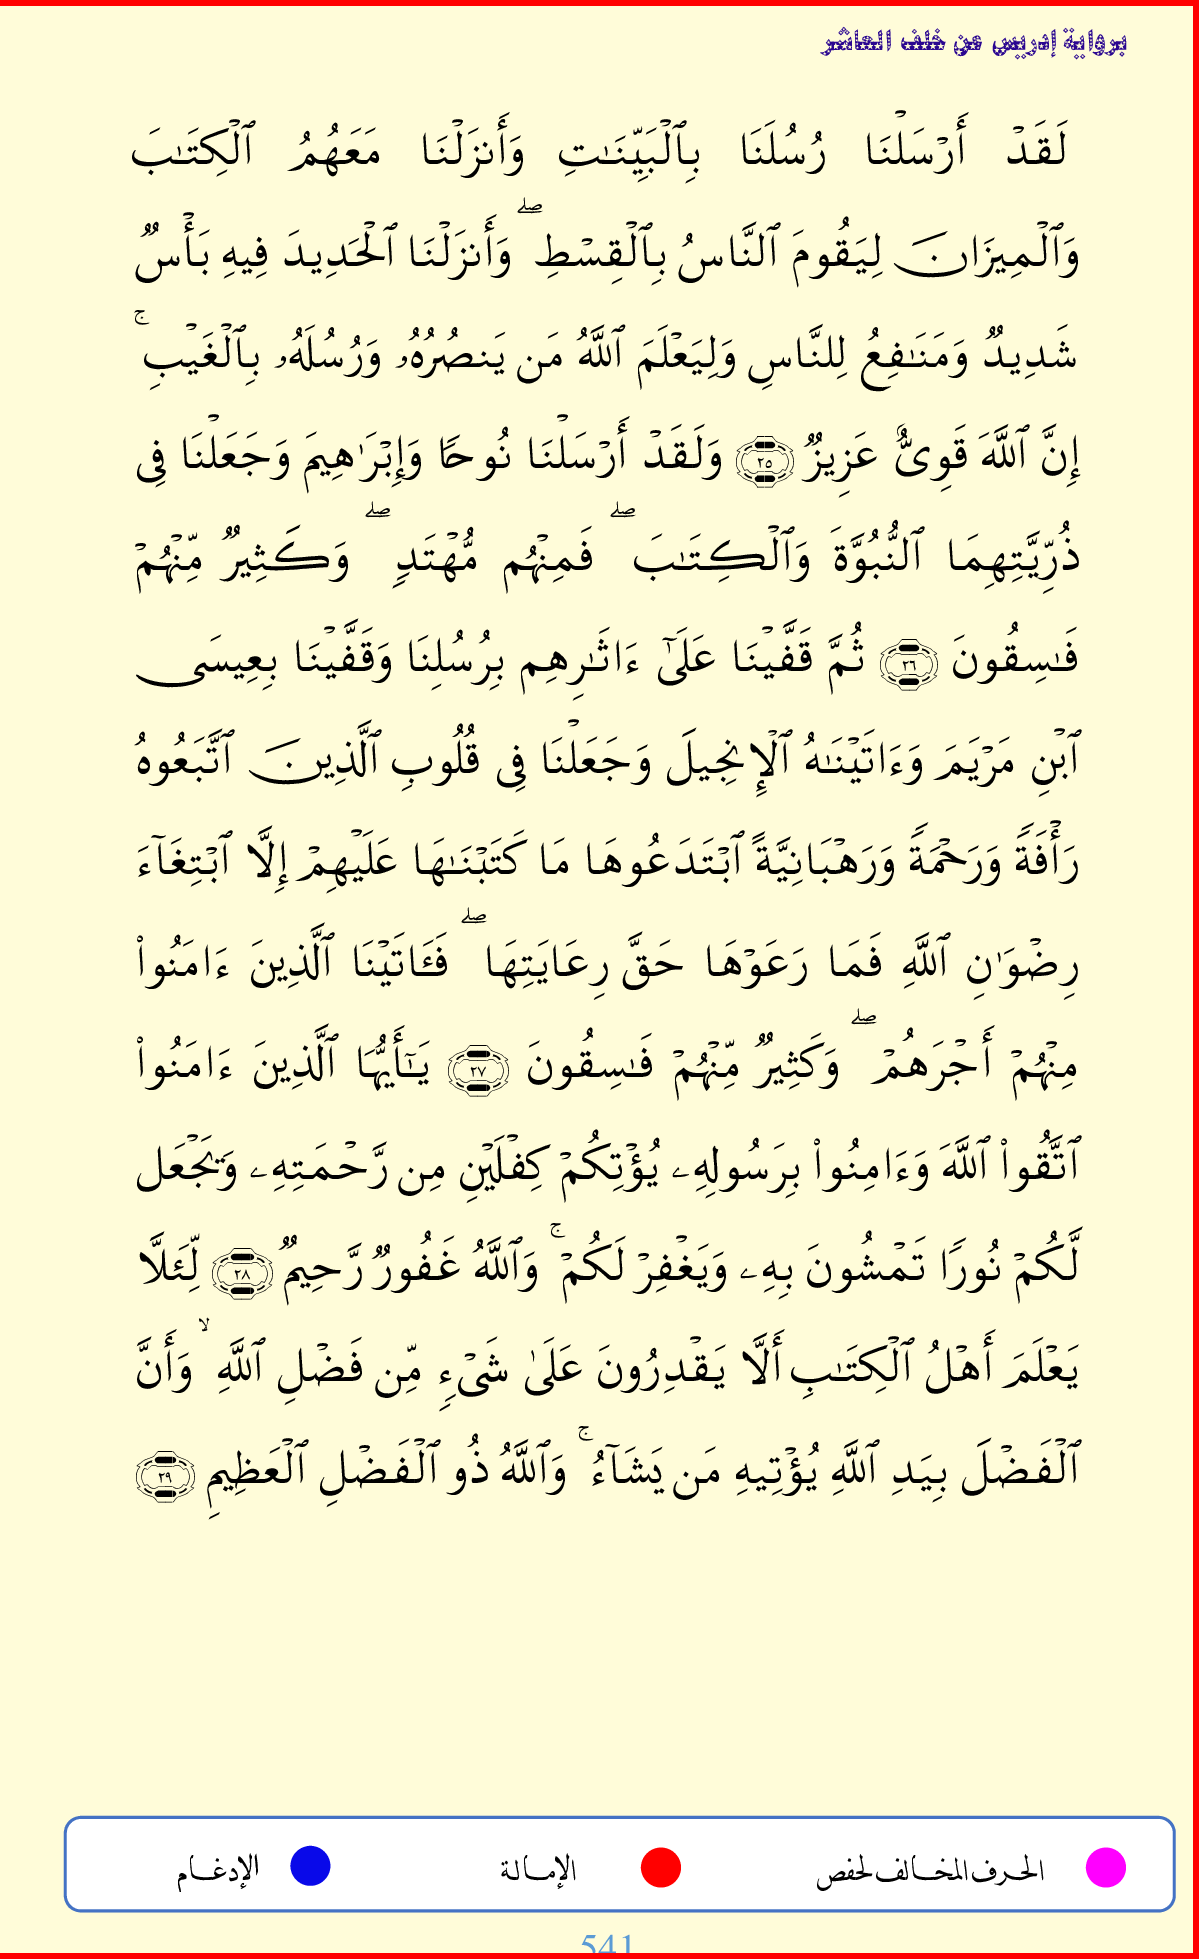 برواية إدريس عن خلف العاشر
لَقَدۡ أَرۡسَلۡنَا رُسُلَنَا بِٱلۡبَيِّنَٰتِ وَأَنزَلۡنَا مَعَهُمُ ٱلۡكِتَٰبَ
وَٱلۡمِيزَانَ لِيَقُومَ ٱلنَّاسُ بِٱلۡقِسۡطِۖ وَأَنزَلۡنَا ٱلۡحَدِيدَ فِيهِ بَأۡسٞ
شَدِيدٞ وَمَنَٰفِعُ لِلنَّاسِ وَلِيَعۡلَمَ ٱللَّهُ مَن يَنصُرُهُۥ وَرُسُلَهُۥ بِٱلۡغَيۡبِۚ
إِنَّ ٱللَّهَ قَوِيٌّ عَزِيزٞ ٢٥ وَلَقَدۡ أَرۡسَلۡنَا نُوحٗا وَإِبۡرَٰهِيمَ وَجَعَلۡنَا فِي
ذُرِّيَّتِهِمَا ٱلنُّبُوَّةَ وَٱلۡكِتَٰبَۖ فَمِنۡهُم مُّهۡتَدٖۖ وَكَثِيرٞ مِّنۡهُمۡ
فَٰسِقُونَ ٢٦ ثُمَّ قَفَّيۡنَا عَلَىٰٓ ءَاثَٰرِهِم بِرُسُلِنَا وَقَفَّيۡنَا بِعِيسَى
ٱبۡنِ مَرۡيَمَ وَءَاتَيۡنَٰهُ ٱلۡإِنجِيلَ وَجَعَلۡنَا فِي قُلُوبِ ٱلَّذِينَ ٱتَّبَعُوهُ
رَأۡفَةٗ وَرَحۡمَةٗ وَرَهۡبَانِيَّةً ٱبۡتَدَعُوهَا مَا كَتَبۡنَٰهَا عَلَيۡهِمۡ إِلَّا ٱبۡتِغَآءَ
رِضۡوَٰنِ ٱللَّهِ فَمَا رَعَوۡهَا حَقَّ رِعَايَتِهَاۖ فَـَٔاتَيۡنَا ٱلَّذِينَ ءَامَنُواْ
مِنۡهُمۡ أَجۡرَهُمۡۖ وَكَثِيرٞ مِّنۡهُمۡ فَٰسِقُونَ ٢٧ يَٰٓأَيُّهَا ٱلَّذِينَ ءَامَنُواْ
ٱتَّقُواْ ٱللَّهَ وَءَامِنُواْ بِرَسُولِهِۦ يُؤۡتِكُمۡ كِفۡلَيۡنِ مِن رَّحۡمَتِهِۦ وَيَجۡعَل
لَّكُمۡ نُورٗا تَمۡشُونَ بِهِۦ وَيَغۡفِرۡ لَكُمۡۚ وَٱللَّهُ غَفُورٞ رَّحِيمٞ ٢٨ لِّئَلَّا
يَعۡلَمَ أَهۡلُ ٱلۡكِتَٰبِ أَلَّا يَقۡدِرُونَ عَلَىٰ شَيۡءٖ مِّن فَضۡلِ ٱللَّهِۙ وَأَنَّ
ٱلۡفَضۡلَ بِيَدِ ٱللَّهِ يُؤۡتِيهِ مَن يَشَآءُۚ وَٱللَّهُ ذُو ٱلۡفَضۡلِ ٱلۡعَظِيمِ ٢٩
الحرف المخالف لحفص الإمالة الإدغام
541